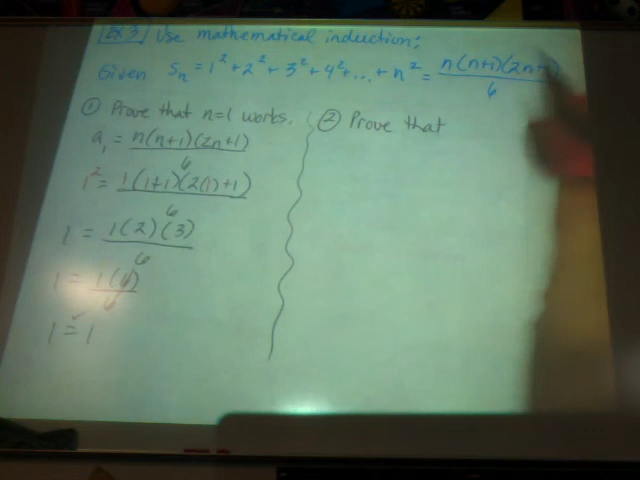 Ex 3 Use mathematical induction:
Given Sₙ = 1² + 2² + 3² + 4² + ... + n² = n(n+1)(2n+1)/6
① Prove that n=1 works.
a₁ = n(n+1)(2n+1)/6
1² = 1(1+1)(2(1)+1)/6
1 = 1(2)(3)/6
1 = 1(6)/6
1 = 1 ✓
② Prove that